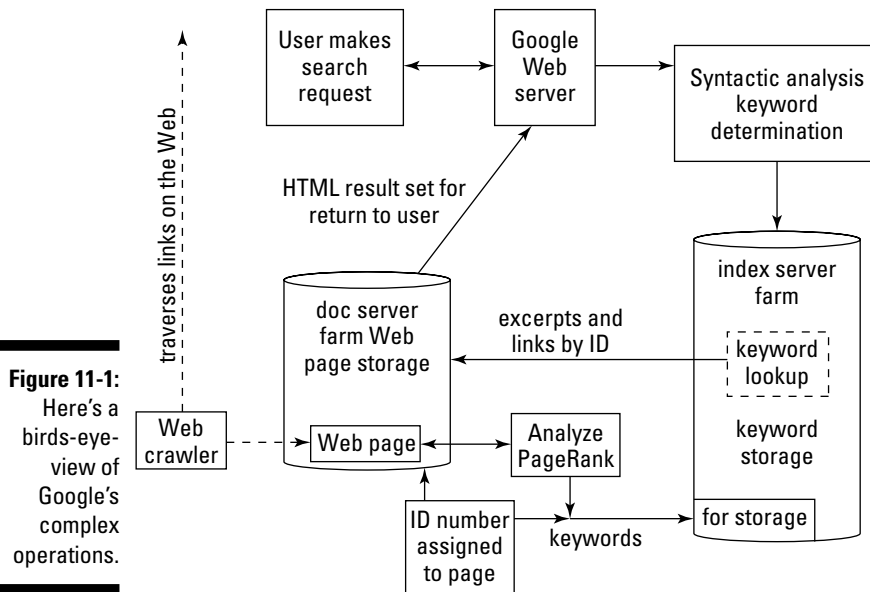 User makes
search
request
Google
Web
server
Syntactic analysis
keyword
determination
traverses links on the Web
HTML result set for
return to user
doc server
farm Web
page storage
index server
farm
excerpts and
links by ID
keyword
lookup
Figure 11-1:
Here's a
birds-eye-
view of
Google's
complex
operations.
Web
crawler
Web page
Analyze
PageRank
keyword
storage
ID number
assigned
to page
keywords
for storage